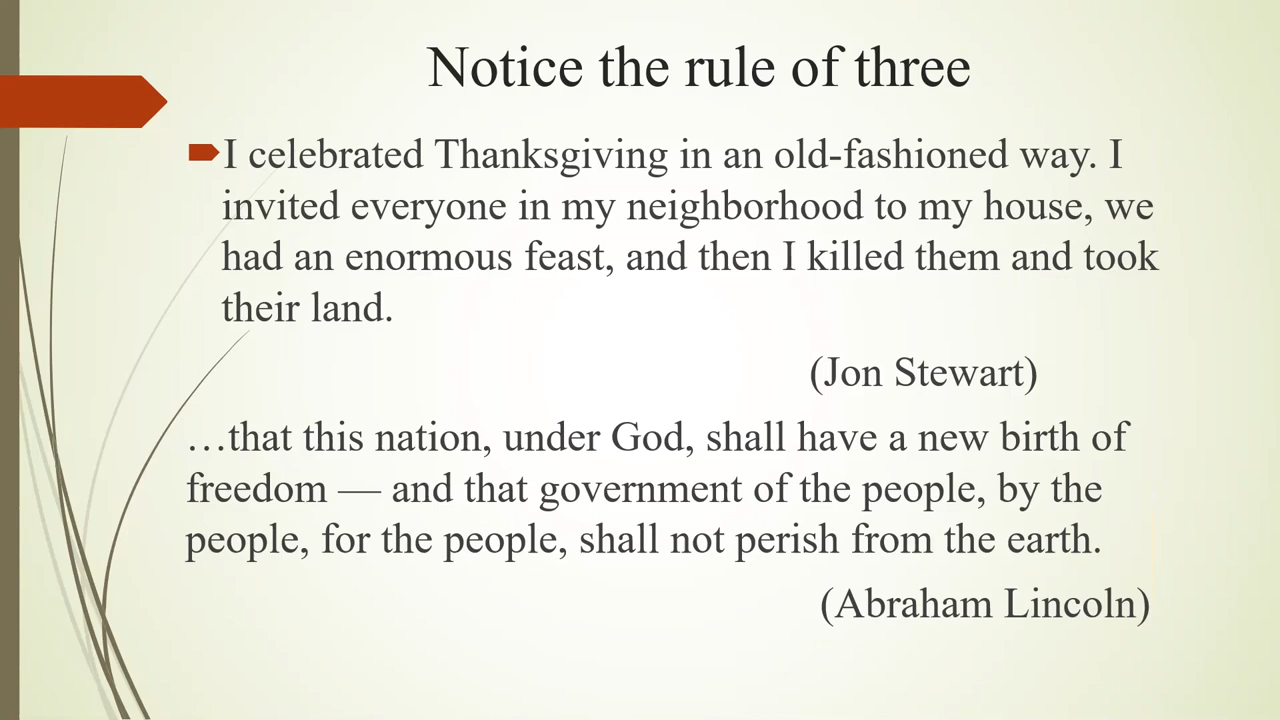 Notice the rule of three
I celebrated Thanksgiving in an old-fashioned way. I
invited everyone in my neighborhood to my house, we
had an enormous feast, and then I killed them and took
their land.
(Jon Stewart)
…that this nation, under God, shall have a new birth of
freedom — and that government of the people, by the
people, for the people, shall not perish from the earth.
(Abraham Lincoln)